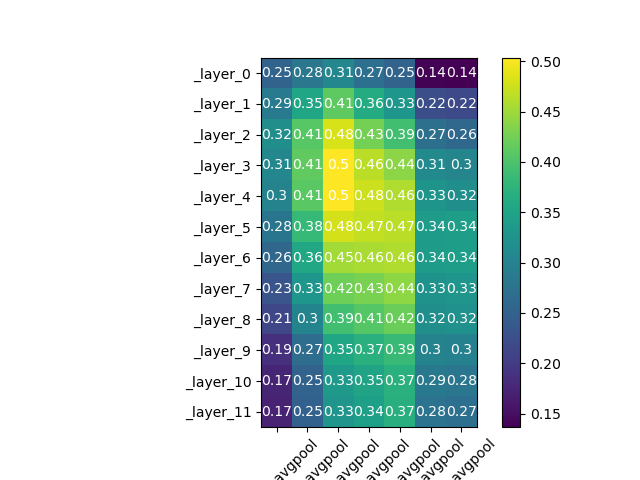 _layer_0 0.25 0.28 0.31 0.27 0.25 0.14 0.14
_layer_1 0.29 0.35 0.41 0.36 0.33 0.22 0.22
_layer_2 0.32 0.41 0.48 0.43 0.39 0.27 0.26
_layer_3 0.31 0.41 0.5 0.46 0.44 0.31 0.3
_layer_4 0.3 0.41 0.5 0.48 0.46 0.33 0.32
_layer_5 0.28 0.38 0.48 0.47 0.47 0.34 0.34
_layer_6 0.26 0.36 0.45 0.46 0.46 0.34 0.34
_layer_7 0.23 0.33 0.42 0.43 0.44 0.33 0.33
_layer_8 0.21 0.3 0.39 0.41 0.42 0.32 0.32
_layer_9 0.19 0.27 0.35 0.37 0.39 0.3 0.3
_layer_10 0.17 0.25 0.33 0.35 0.37 0.29 0.28
_layer_11 0.17 0.25 0.33 0.34 0.37 0.28 0.27
avgpool avgpool avgpool avgpool avgpool avgpool avgpool
0.50
0.45
0.40
0.35
0.30
0.25
0.20
0.15